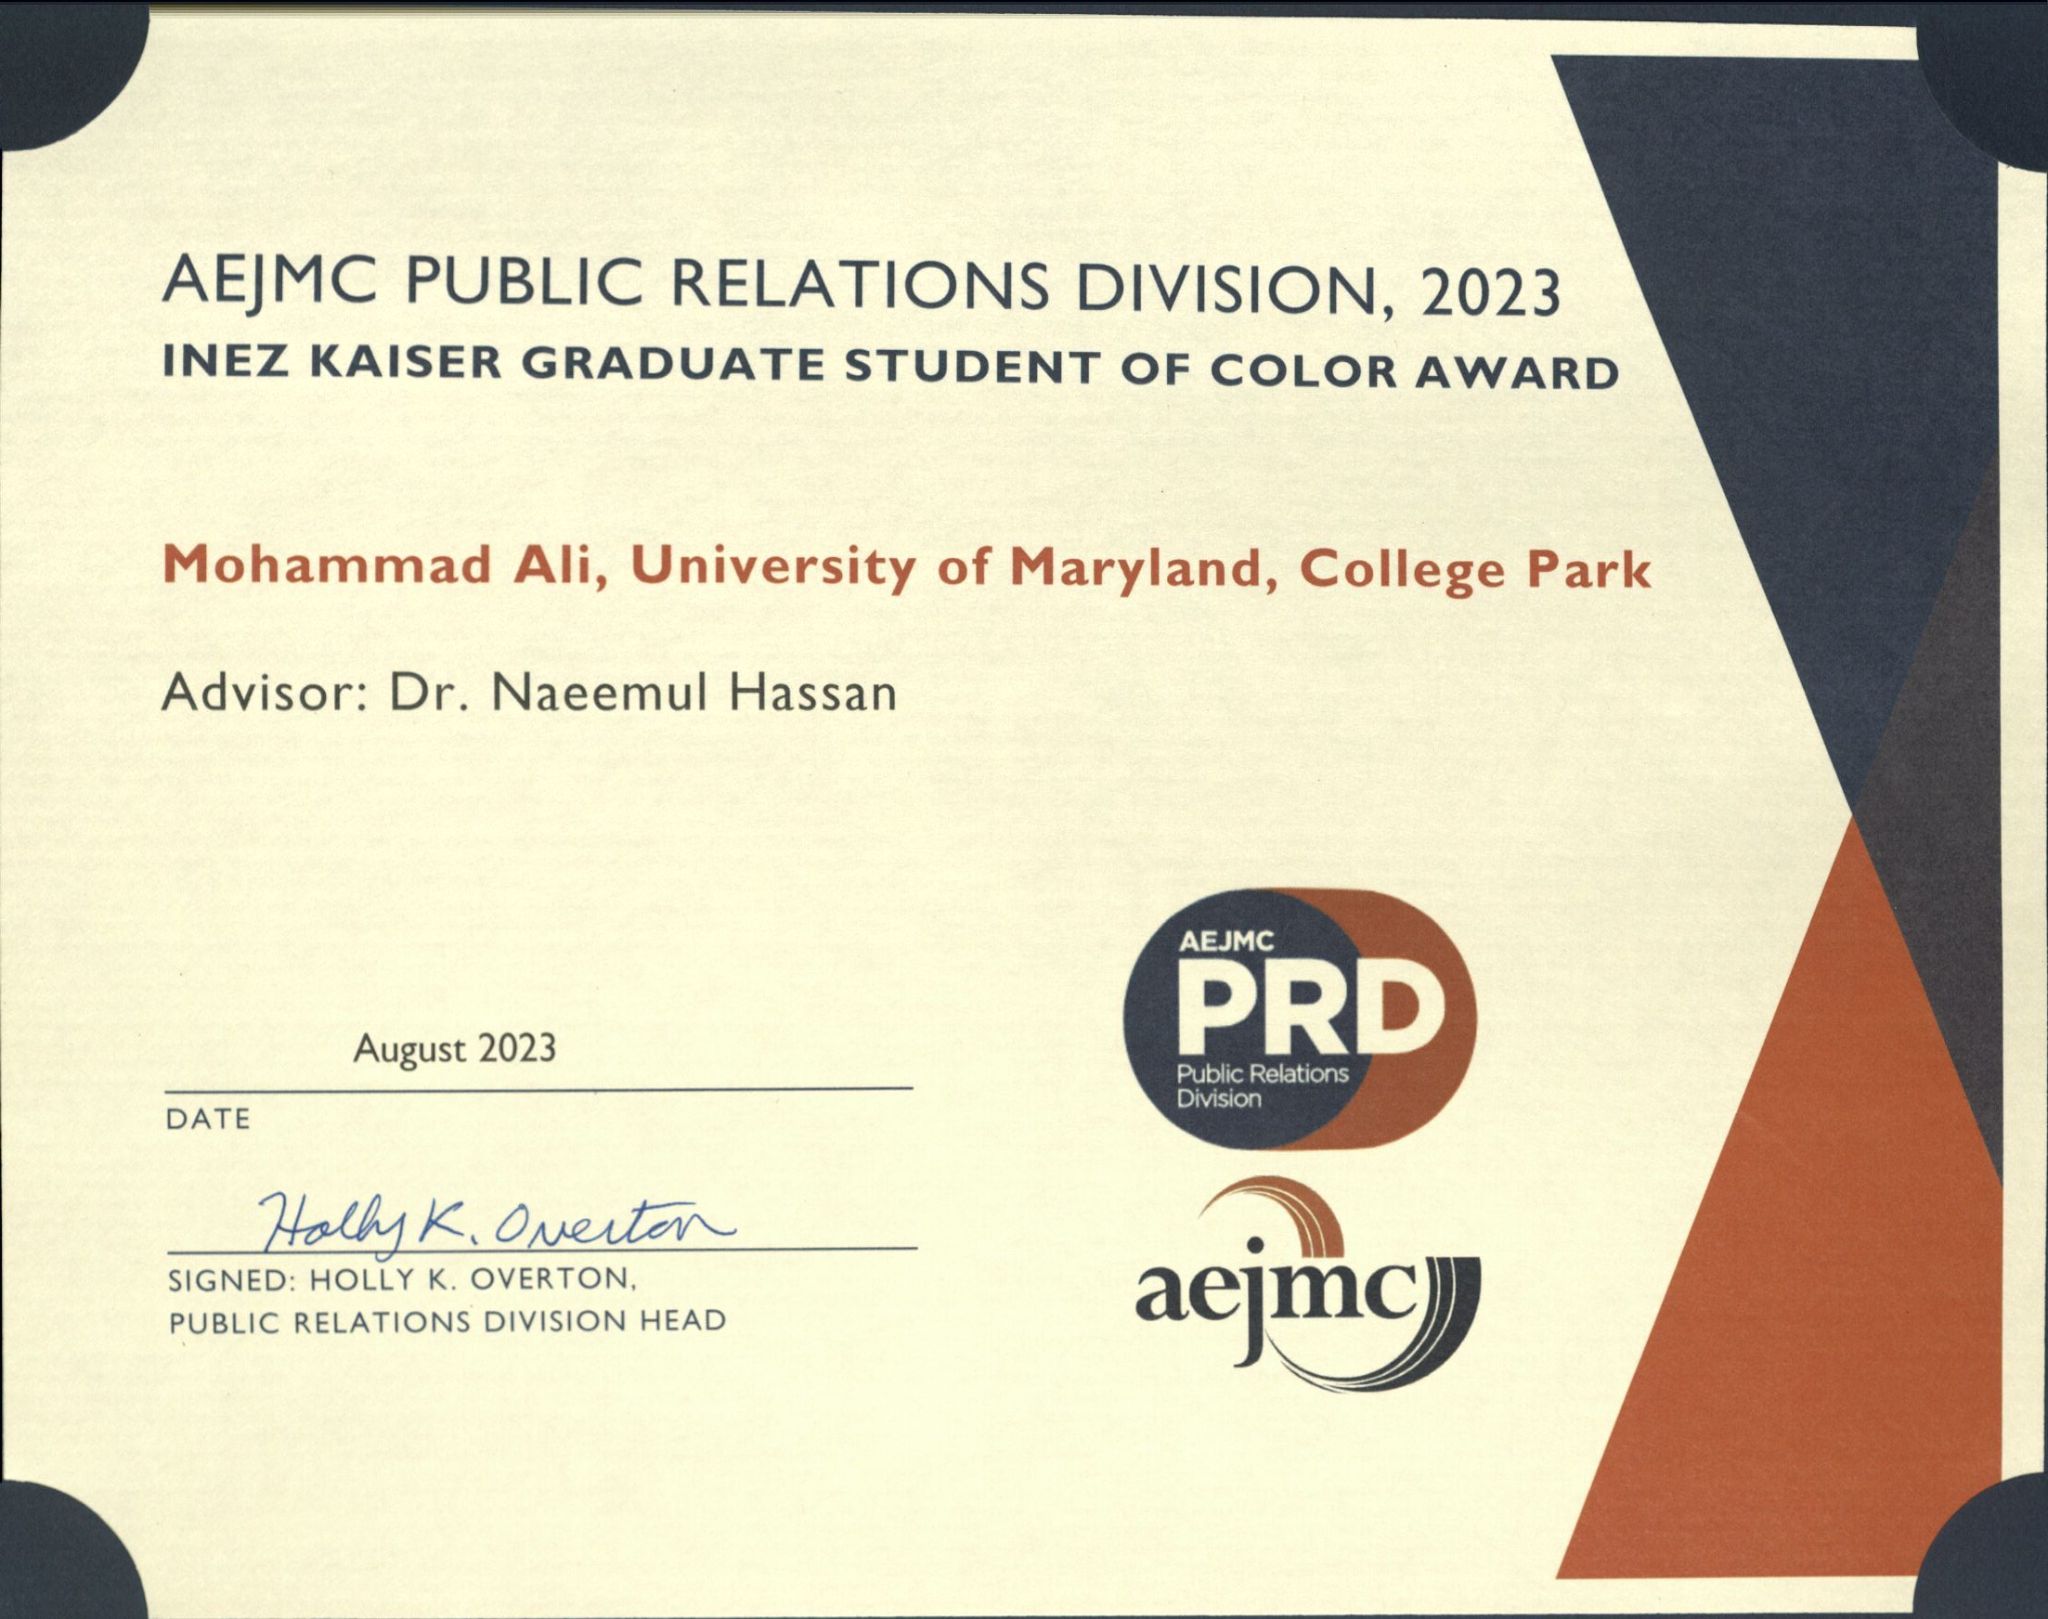 AEJMC PUBLIC RELATIONS DIVISION, 2023
INEZ KAISER GRADUATE STUDENT OF COLOR AWARD
Mohammad Ali, University of Maryland, College Park
Advisor: Dr. Naeemul Hassan
August 2023
DATE
Holly K. Overton
SIGNED: HOLLY K. OVERTON,
PUBLIC RELATIONS DIVISION HEAD
AEJMC
PRD
Public Relations
Division
aejmc